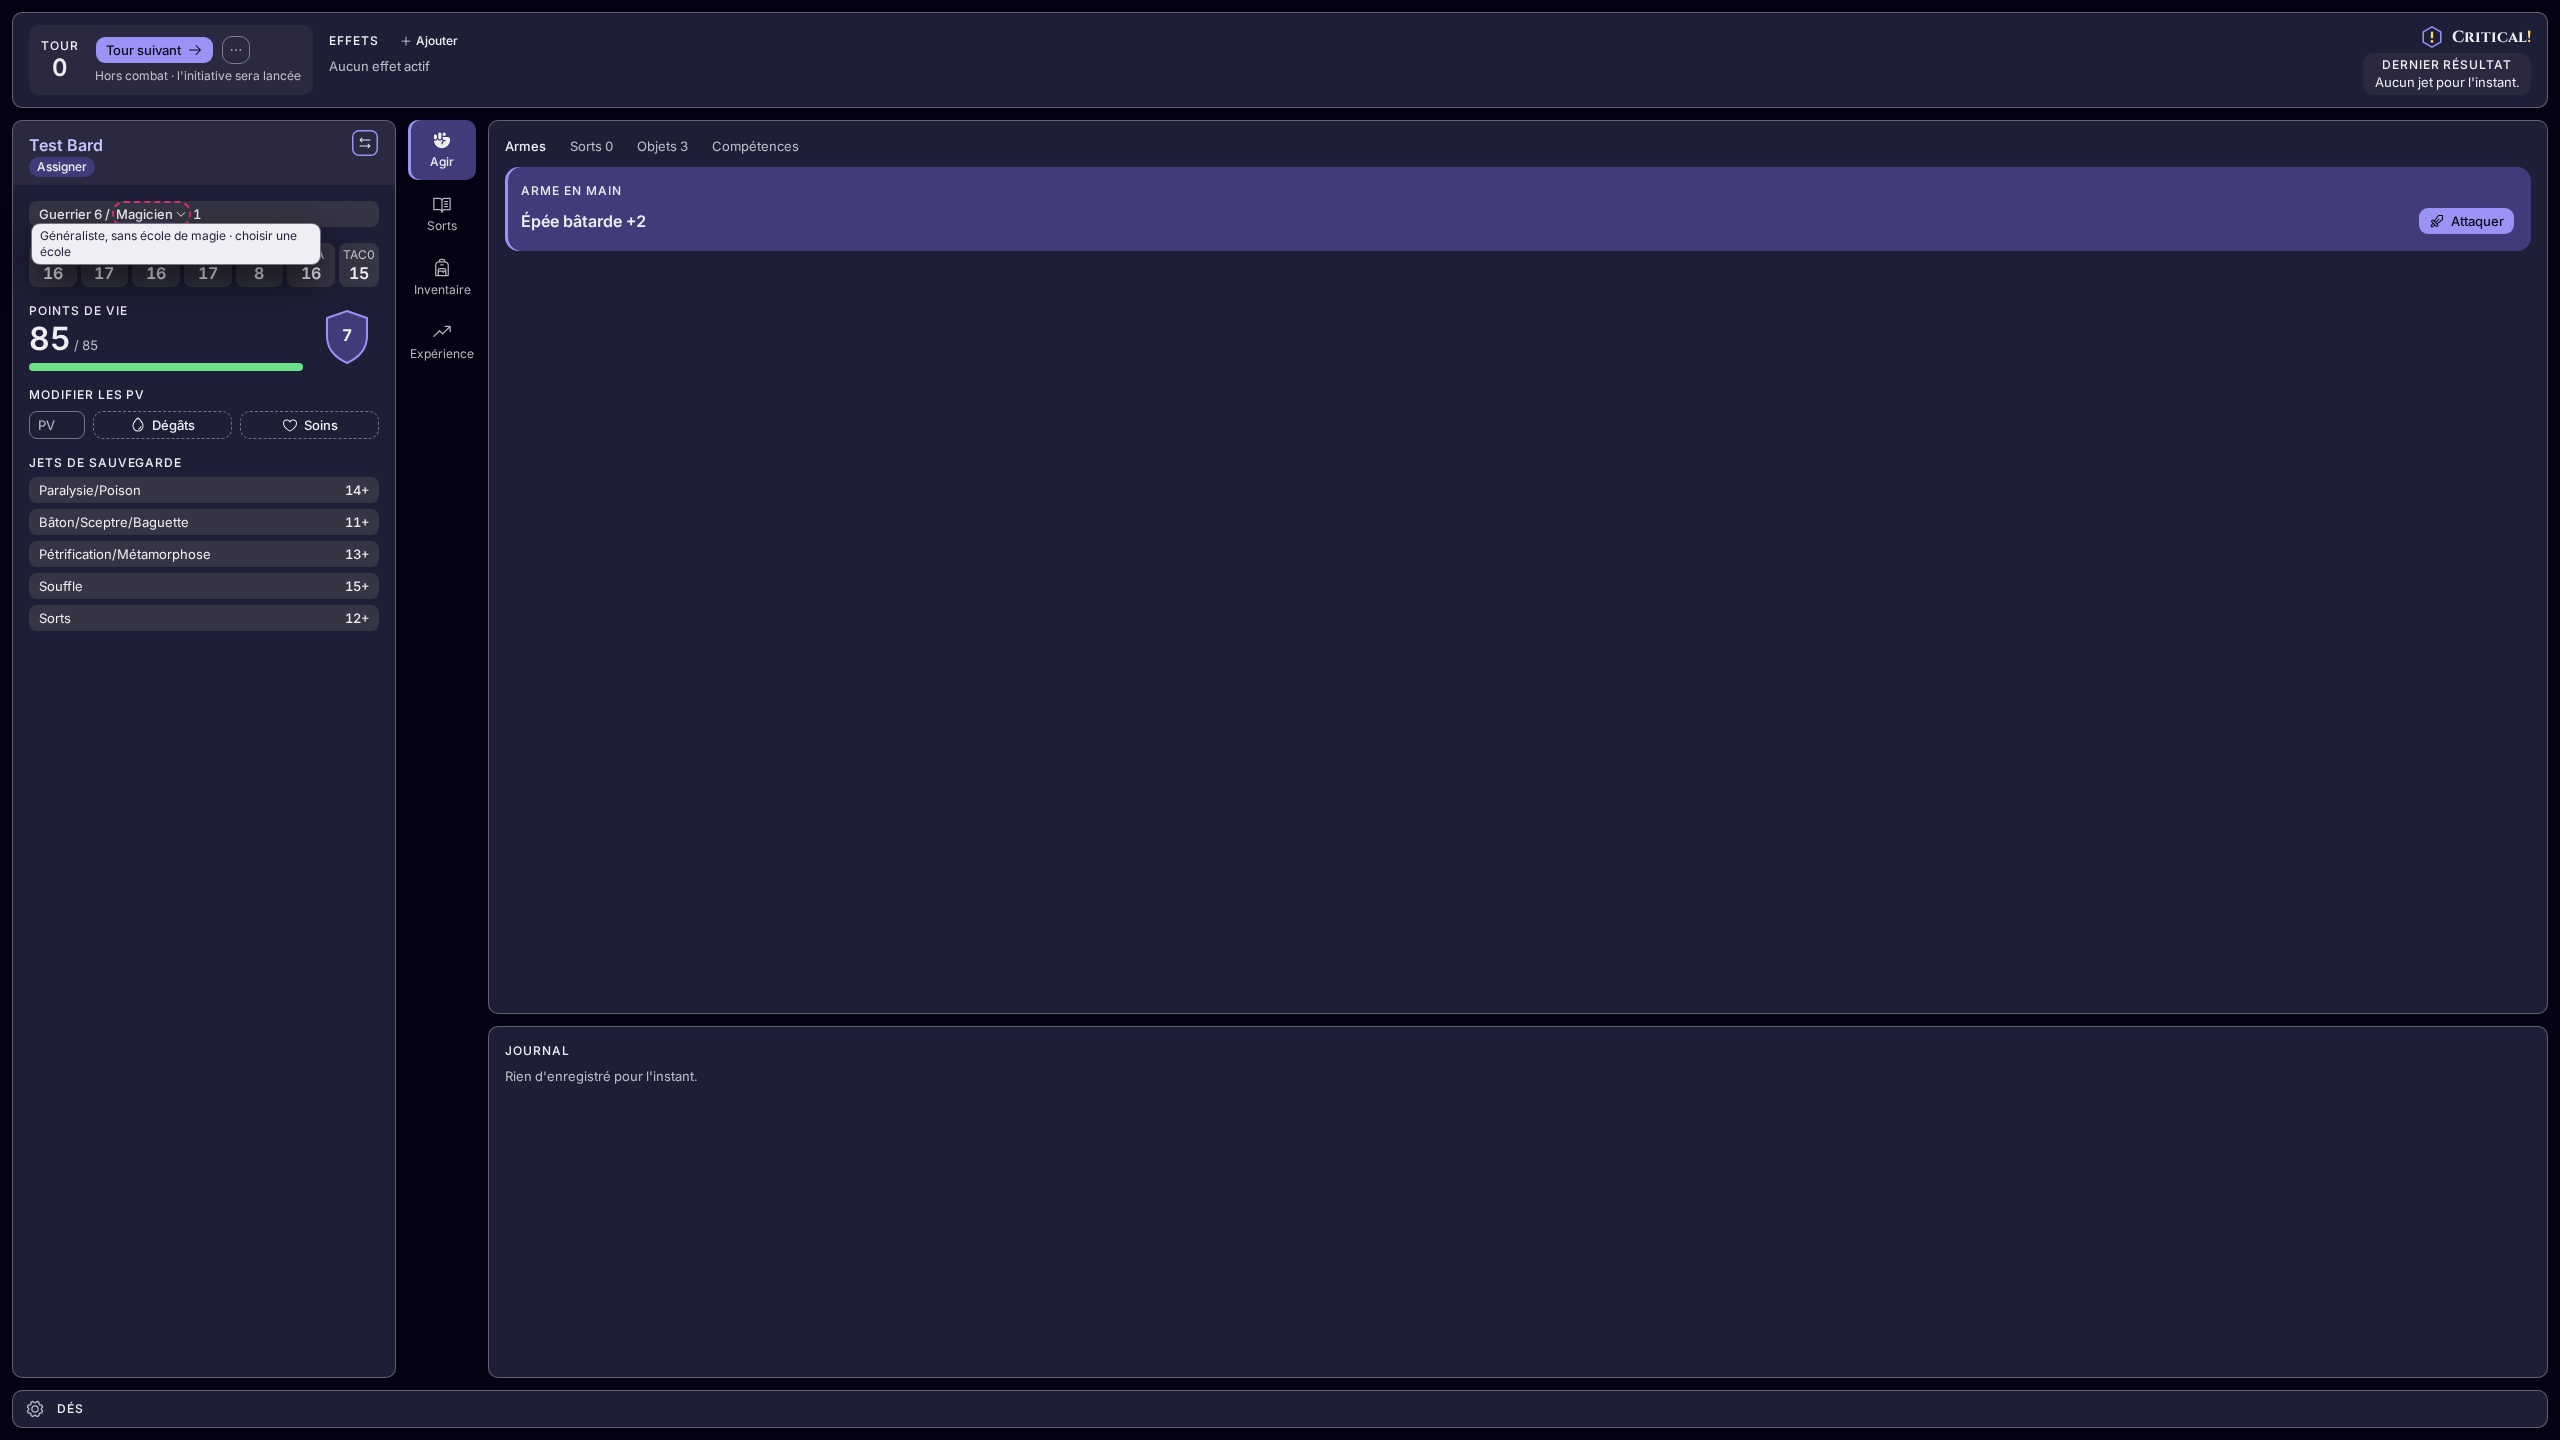 TOUR
0
Tour suivant
Hors combat · l'initiative sera lancée
EFFETS
Ajouter
Aucun effet actif
CRITICAL!
DERNIER RÉSULTAT
Aucun jet pour l'instant.
Test Bard
Assigner
Guerrier 6 / Magicien 1
Généraliste, sans école de magie · choisir une
école
TAC0
16 17 16 17 8 16 15
POINTS DE VIE
85 / 85
7
MODIFIER LES PV
PV
Dégâts
Soins
JETS DE SAUVEGARDE
Paralysie/Poison 14+
Bâton/Sceptre/Baguette 11+
Pétrification/Métamorphose 13+
Souffle 15+
Sorts 12+
Agir
Sorts
Inventaire
Expérience
Armes Sorts 0 Objets 3 Compétences
ARME EN MAIN
Épée bâtarde +2
Attaquer
JOURNAL
Rien d'enregistré pour l'instant.
DÉS